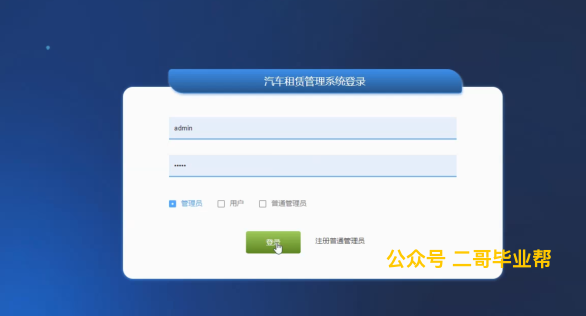 汽车租赁管理系统登录
admin
•••••
管理员 用户 普通管理员
登录 注册普通管理员
公众号 二哥毕业帮